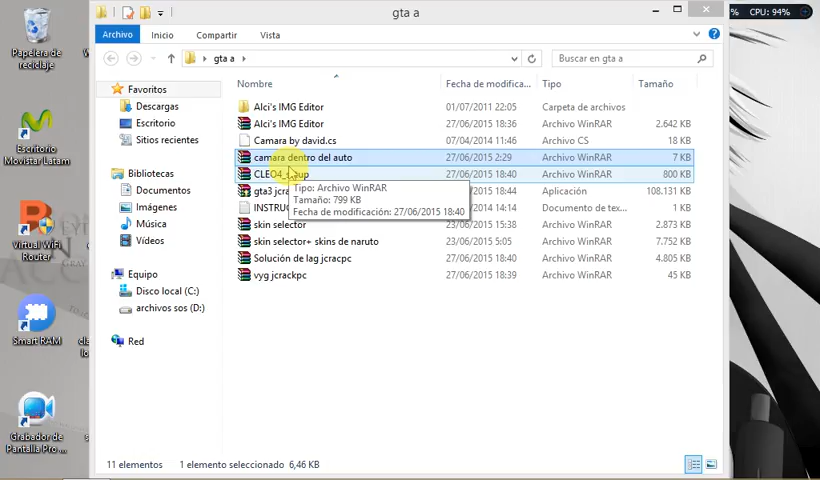 gta a
% CPU: 94%
Archivo Inicio Compartir Vista
gta a
Buscar en gta a
Nombre Fecha de modifica... Tipo Tamaño
Alci's IMG Editor 01/07/2011 22:05 Carpeta de archivos
Alci's IMG Editor 27/06/2015 18:36 Archivo WinRAR 2.642 KB
Camara by david.cs 07/04/2014 11:46 Archivo CS 18 KB
camara dentro del auto 27/06/2015 2:29 Archivo WinRAR 7 KB
27/06/2015 18:40 Archivo WinRAR 800 KB
gta3 jcra 27/06/2015 18:44 Aplicación 108.131 KB
INSTRUC Documento de tex... 1 KB
skin selector 23/06/2015 15:38 Archivo WinRAR 2.873 KB
skin selector+ skins de naruto 23/06/2015 5:05 Archivo WinRAR 7.752 KB
Solución de lag jcracpc 27/06/2015 18:40 Archivo WinRAR 4.805 KB
vyg jcrackpc 27/06/2015 18:39 Archivo WinRAR 45 KB
Tipo: Archivo WinRAR
Tamaño: 799 KB
Fecha de modificación: 27/06/2015 18:40
Favoritos
Descargas
Escritorio
Sitios recientes
Bibliotecas
Documentos
Imágenes
Música
Vídeos
Equipo
Disco local (C:)
archivos sos (D:)
Red
11 elementos 1 elemento seleccionado 6,46 KB
Papelera de
reciclaje
Escritorio
Movistar Latam
Virtual WiFi
Router
Smart RAM
Grabador de
Pantalla Pro ...